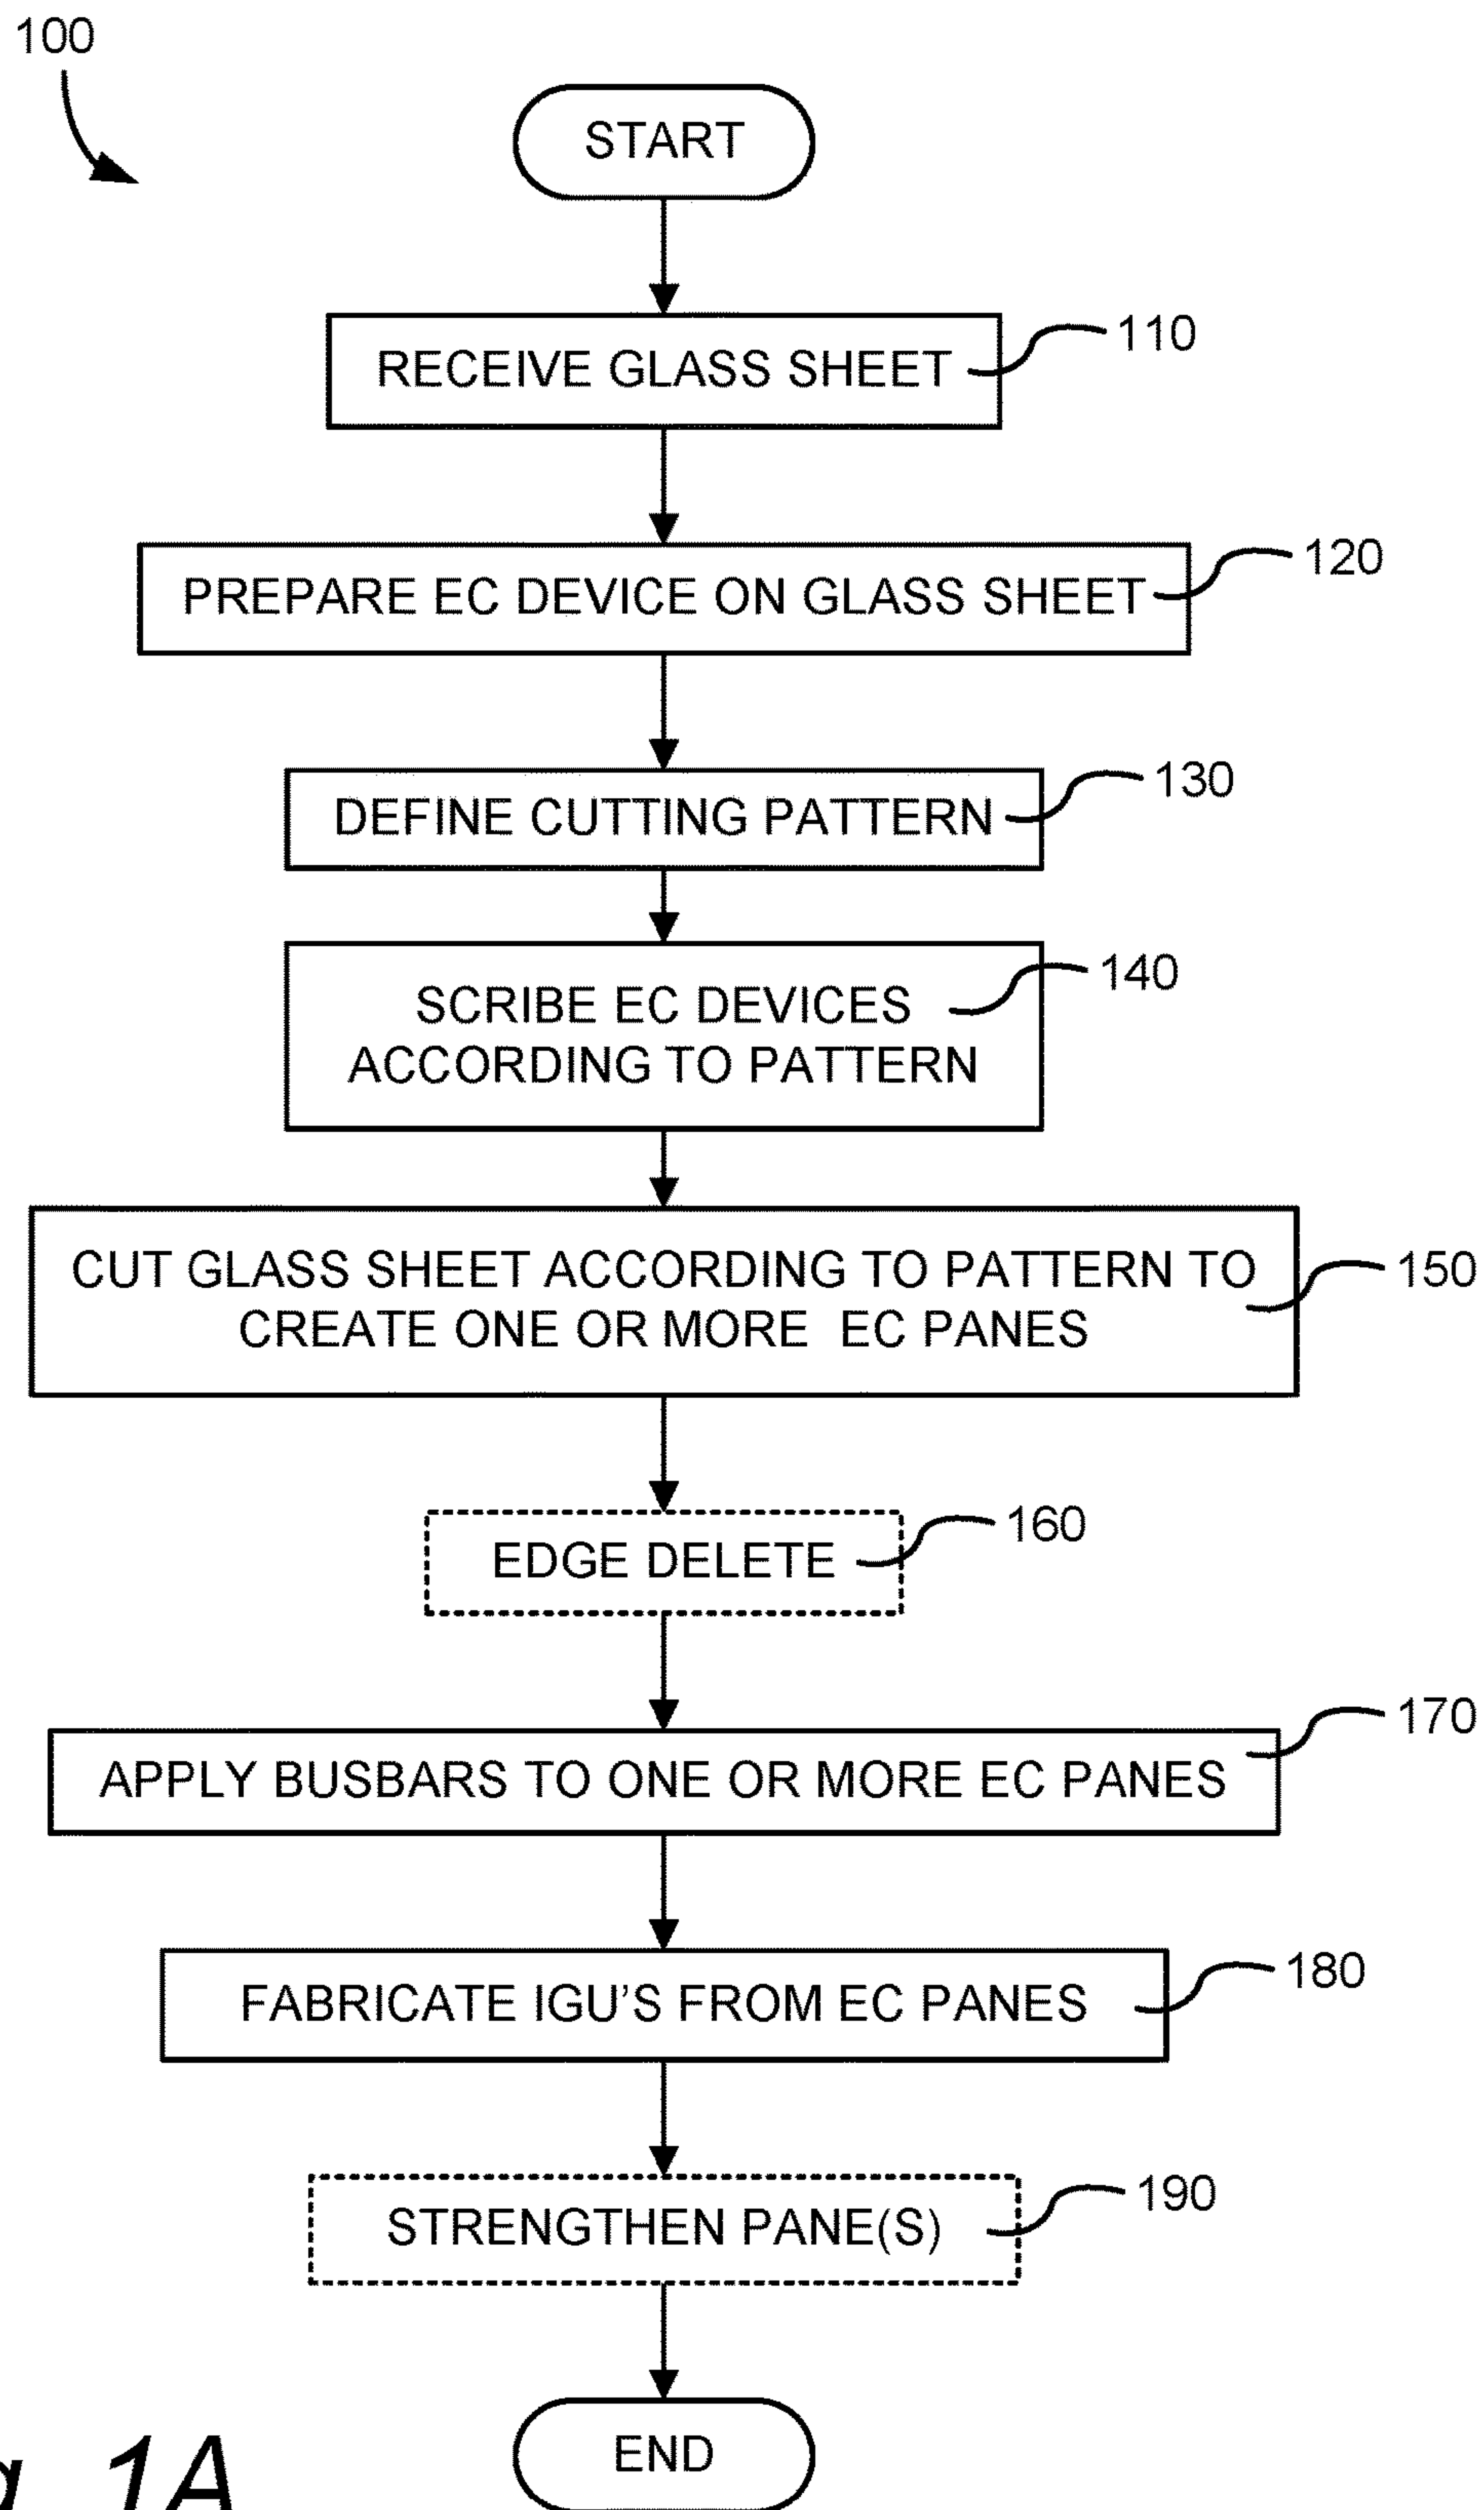 100
START
RECEIVE GLASS SHEET
110
PREPARE EC DEVICE ON GLASS SHEET
120
DEFINE CUTTING PATTERN
130
SCRIBE EC DEVICES
ACCORDING TO PATTERN
140
CUT GLASS SHEET ACCORDING TO PATTERN TO
CREATE ONE OR MORE EC PANES
150
EDGE DELETE
160
APPLY BUSBARS TO ONE OR MORE EC PANES
170
FABRICATE IGU'S FROM EC PANES
180
STRENGTHEN PANE(S)
190
END
1A